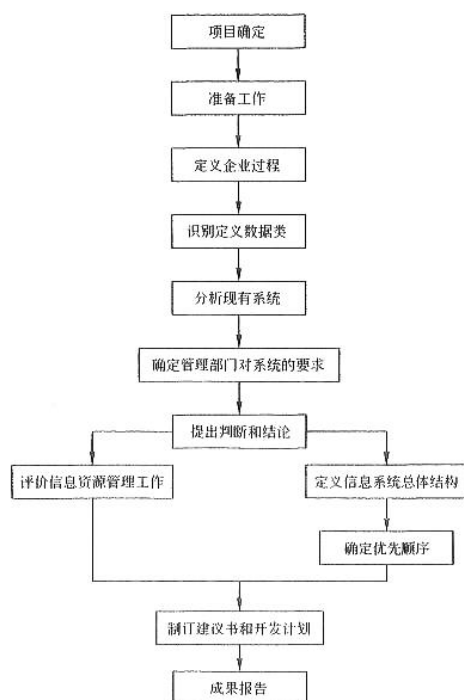 项目确定
准备工作
定义企业过程
识别定义数据类
分析现有系统
确定管理部门对系统的要求
提出判断和结论
评价信息资源管理工作
定义信息系统总体结构
确定优先顺序
制订建议书和开发计划
成果报告